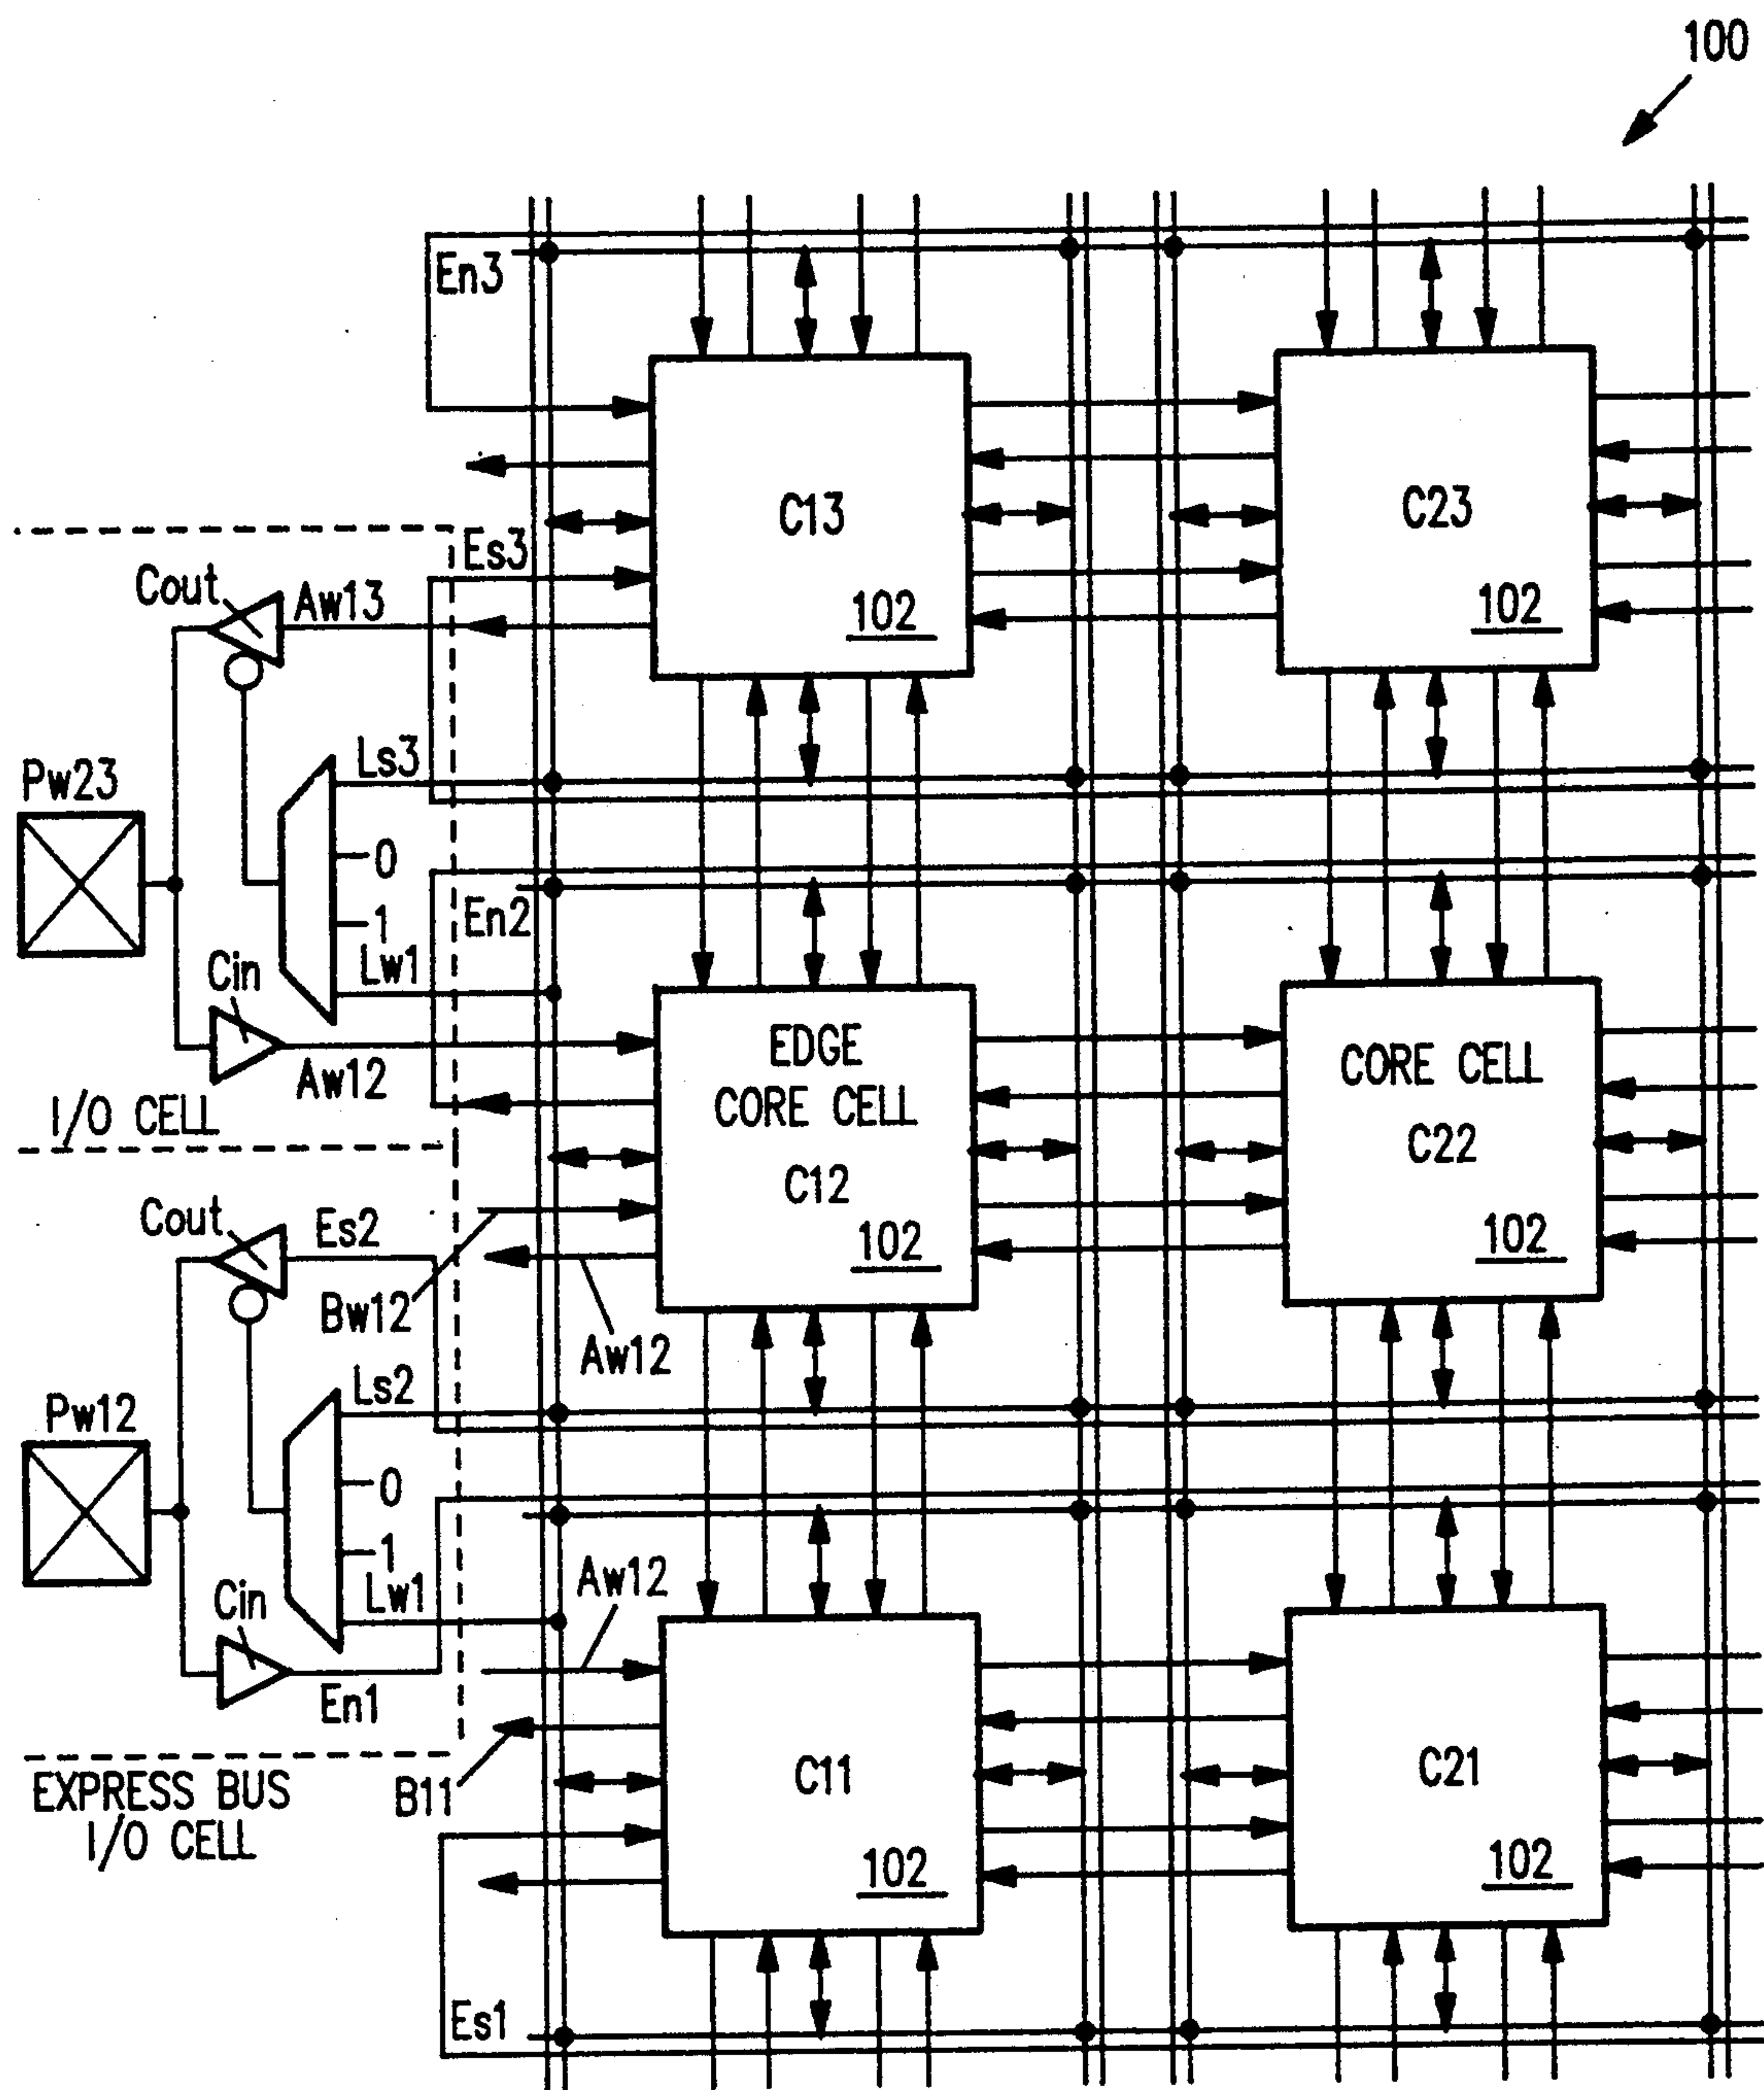 100
En3
C13
102
C23
102
Es3
Cout
Aw13
Pw23
Ls3
0
1
Lw1
En2
Cin
Aw12
I/O CELL
EDGE
CORE CELL
C12
102
CORE CELL
C22
102
Cout
Es2
Bw12
Aw12
Pw12
Ls2
0
1
Lw1
Cin
En1
Aw12
B11
C11
102
C21
102
EXPRESS BUS
I/O CELL
Es1